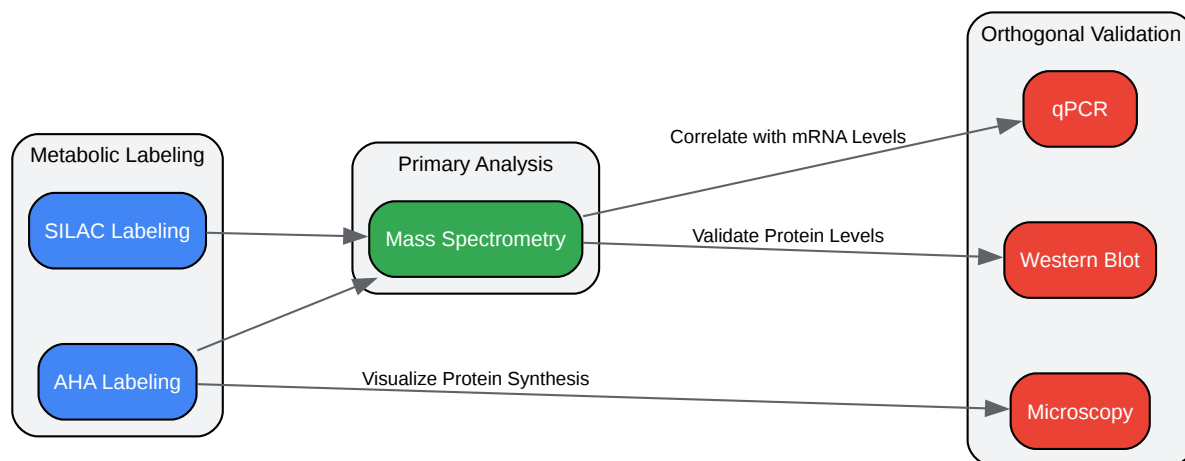 Metabolic Labeling
SILAC Labeling
AHA Labeling
Primary Analysis
Mass Spectrometry
Correlate with mRNA Levels
Validate Protein Levels
Visualize Protein Synthesis
Orthogonal Validation
qPCR
Western Blot
Microscopy